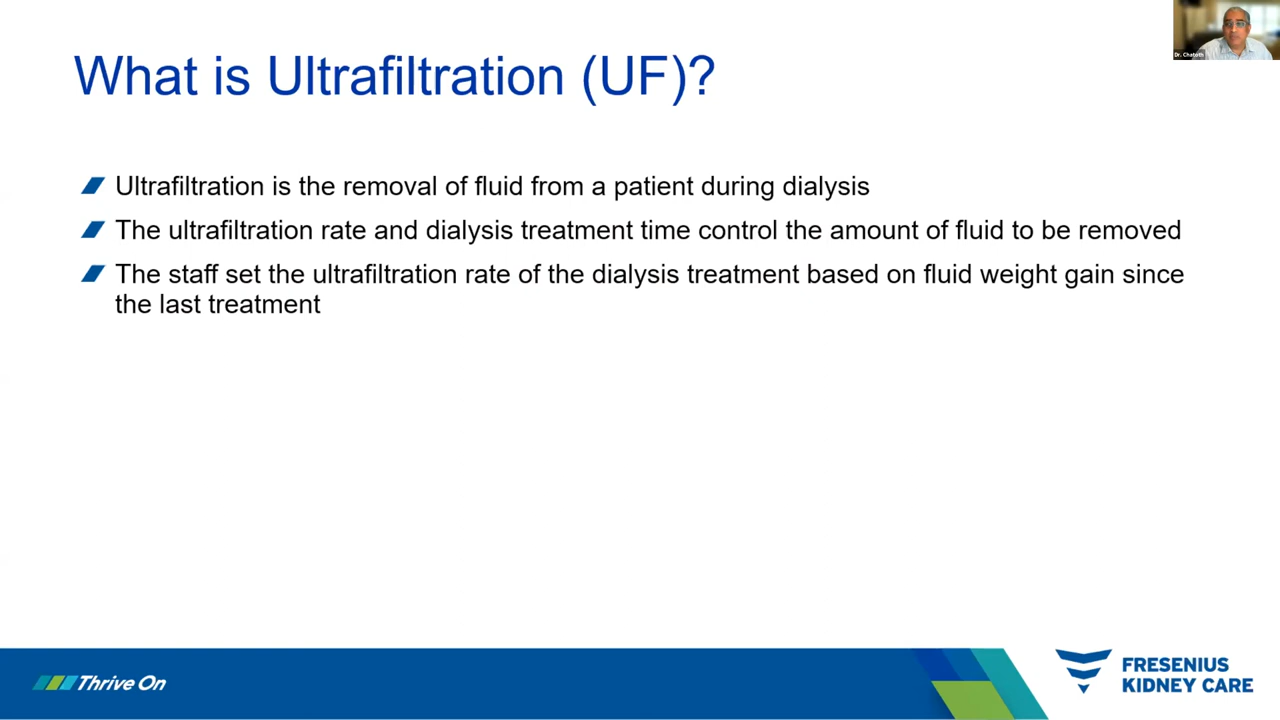 Dr. Chatoth
What is Ultrafiltration (UF)?
Ultrafiltration is the removal of fluid from a patient during dialysis
The ultrafiltration rate and dialysis treatment time control the amount of fluid to be removed
The staff set the ultrafiltration rate of the dialysis treatment based on fluid weight gain since
the last treatment
Thrive On
FRESENIUS
KIDNEY CARE